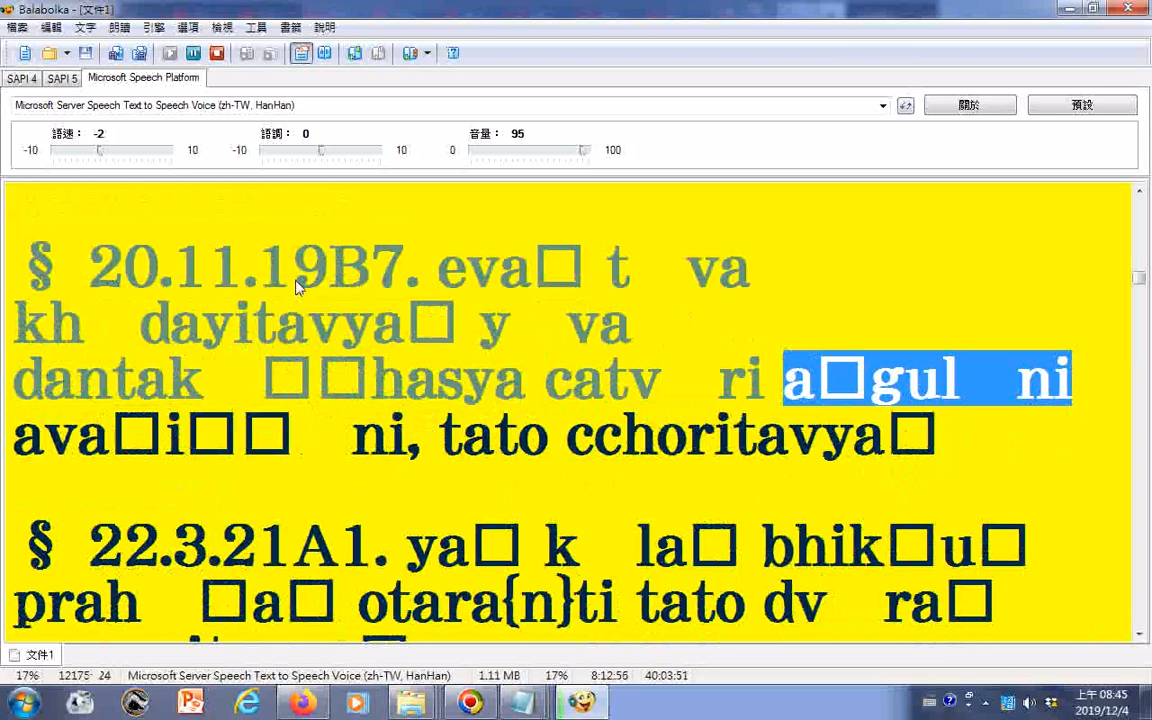 Balabolka - [文件1]
檔案 編輯 文字 朗讀 引擎 選項 檢視 工具 書籤 說明
SAPI 4 SAPI 5 Microsoft Speech Platform
Microsoft Server Speech Text to Speech Voice (zh-TW, HanHan) 關於 預設
語速: -2 語調: 0 音量: 95
-10 10 -10 10 0 100
§ 20.11.19B7. eva□ t va
kh dayitavya□ y va
dantak □□hasya catv ri a□gul ni
ava□i□□ ni, tato cchoritavya□
§ 22.3.21A1. ya□ k la□ bhik□u□
prah □a□ otara{n}ti tato dv ra□
文件1
17% 12175 24 Microsoft Server Speech Text to Speech Voice (zh-TW, HanHan) 1.11 MB 17% 8:12:56 40:03:51
上午 08:45
2019/12/4